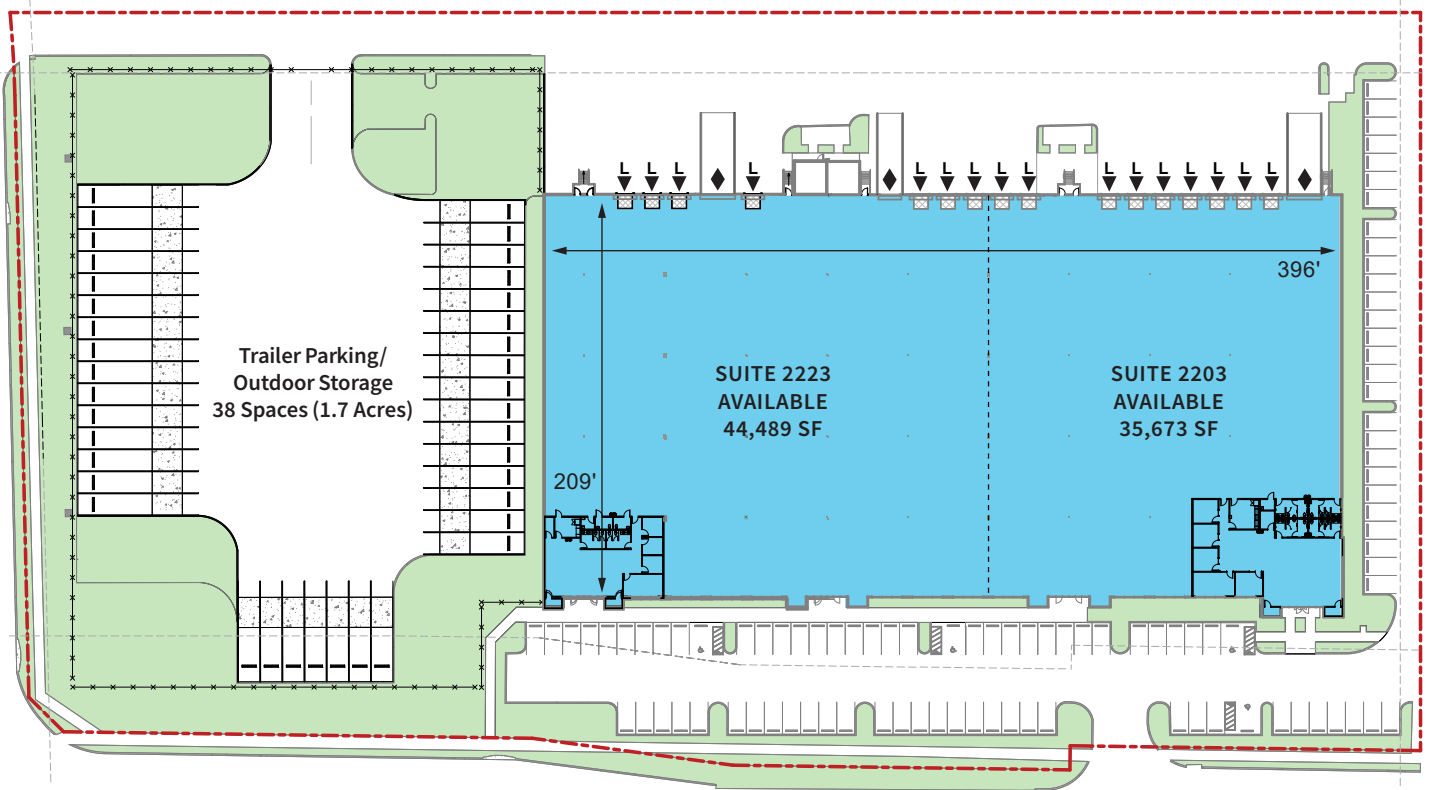 L L L L L L L L L L L L L L L L
396'
Trailer Parking/
Outdoor Storage
38 Spaces (1.7 Acres)
SUITE 2223
AVAILABLE
44,489 SF
SUITE 2203
AVAILABLE
35,673 SF
209'